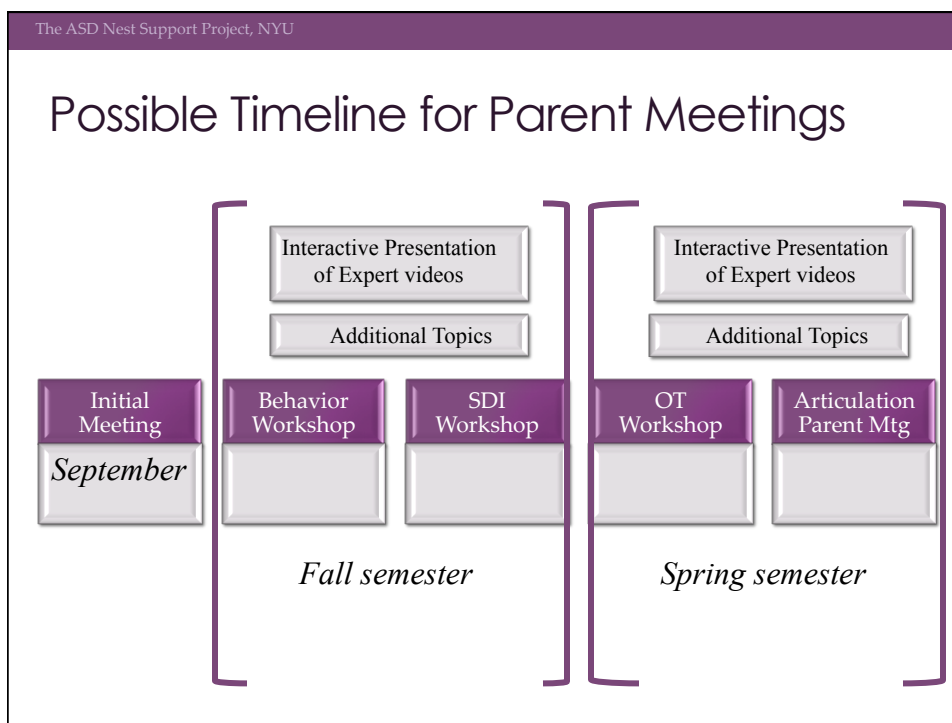 The ASD Nest Support Project, NYU
Possible Timeline for Parent Meetings
Interactive Presentation
of Expert videos
Additional Topics
Interactive Presentation
of Expert videos
Additional Topics
Initial
Meeting
September
Behavior
Workshop
SDI
Workshop
OT
Workshop
Articulation
Parent Mtg
Fall semester
Spring semester